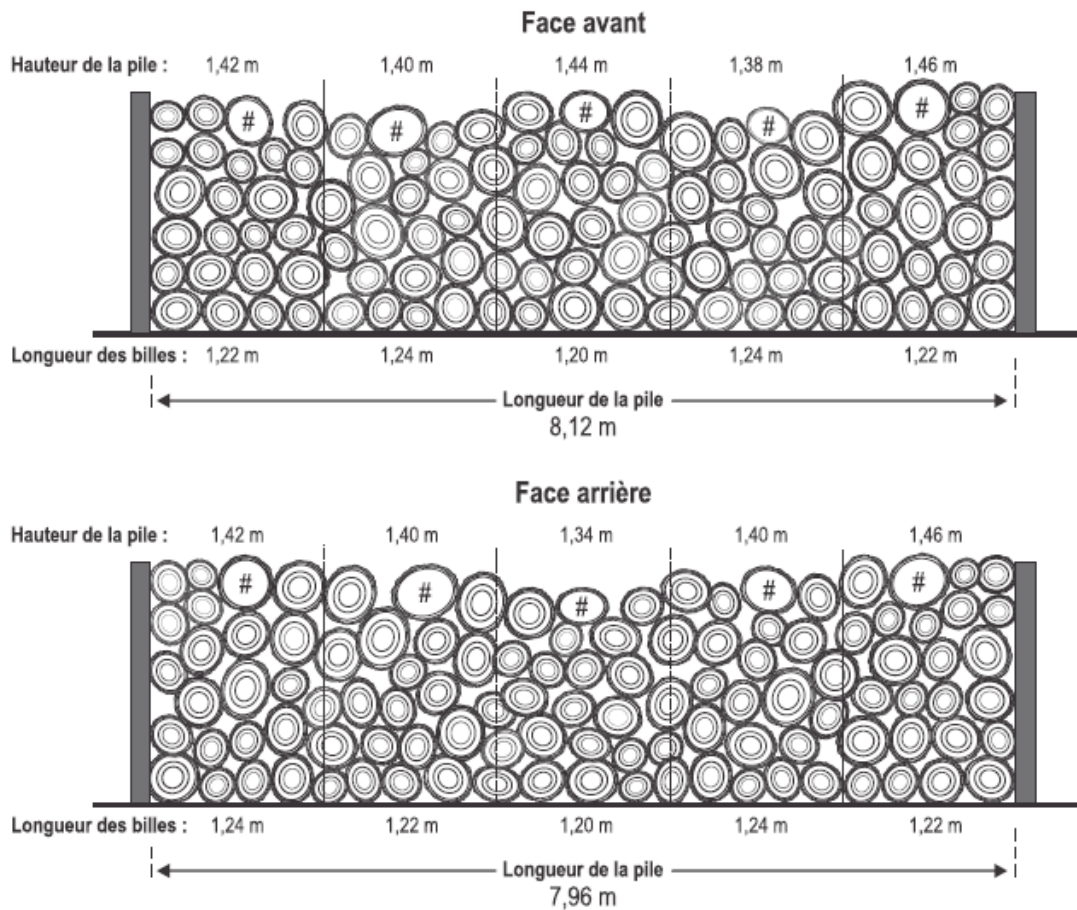 Face avant
Hauteur de la pile : 1,42 m 1,40 m 1,44 m 1,38 m 1,46 m
# # # # #
Longueur des billes : 1,22 m 1,24 m 1,20 m 1,24 m 1,22 m
Longueur de la pile
8,12 m
Face arrière
Hauteur de la pile : 1,42 m 1,40 m 1,34 m 1,40 m 1,46 m
# # # # #
Longueur des billes : 1,24 m 1,22 m 1,20 m 1,24 m 1,22 m
Longueur de la pile
7,96 m